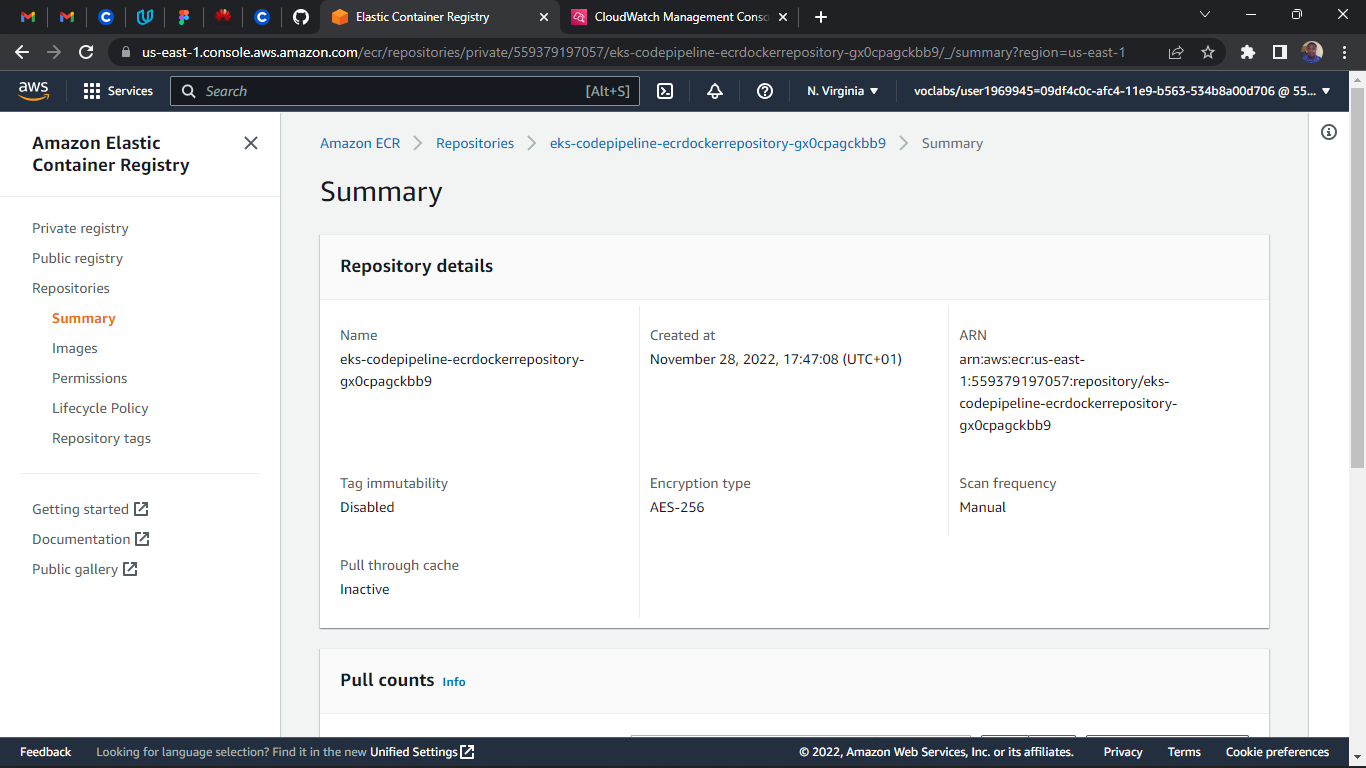 Elastic Container Registry
CloudWatch Management Conso
us-east-1.console.aws.amazon.com/ecr/repositories/private/559379197057/eks-codepipeline-ecrdockerrepository-gx0cpagckbb9/_/summary?region=us-east-1
aws
Services
Search
[Alt+S]
N. Virginia
voclabs/user1969945=09df4c0c-afc4-11e9-b563-534b8a00d706 @ 55...
Amazon Elastic
Container Registry
Private registry
Public registry
Repositories
Summary
Images
Permissions
Lifecycle Policy
Repository tags
Getting started
Documentation
Public gallery
Amazon ECR
Repositories
eks-codepipeline-ecrdockerrepository-gx0cpagckbb9
Summary
Summary
Repository details
Name
eks-codepipeline-ecrdockerrepository-
gx0cpagckbb9
Created at
November 28, 2022, 17:47:08 (UTC+01)
ARN
arn:aws:ecr:us-east-
1:559379197057:repository/eks-
codepipeline-ecrdockerrepository-
gx0cpagckbb9
Tag immutability
Disabled
Encryption type
AES-256
Scan frequency
Manual
Pull through cache
Inactive
Pull counts Info
Feedback
Looking for language selection? Find it in the new Unified Settings
© 2022, Amazon Web Services, Inc. or its affiliates.
Privacy
Terms
Cookie preferences